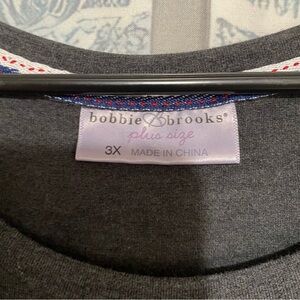 bobbie & brooks®
plus size
3X MADE IN CHINA